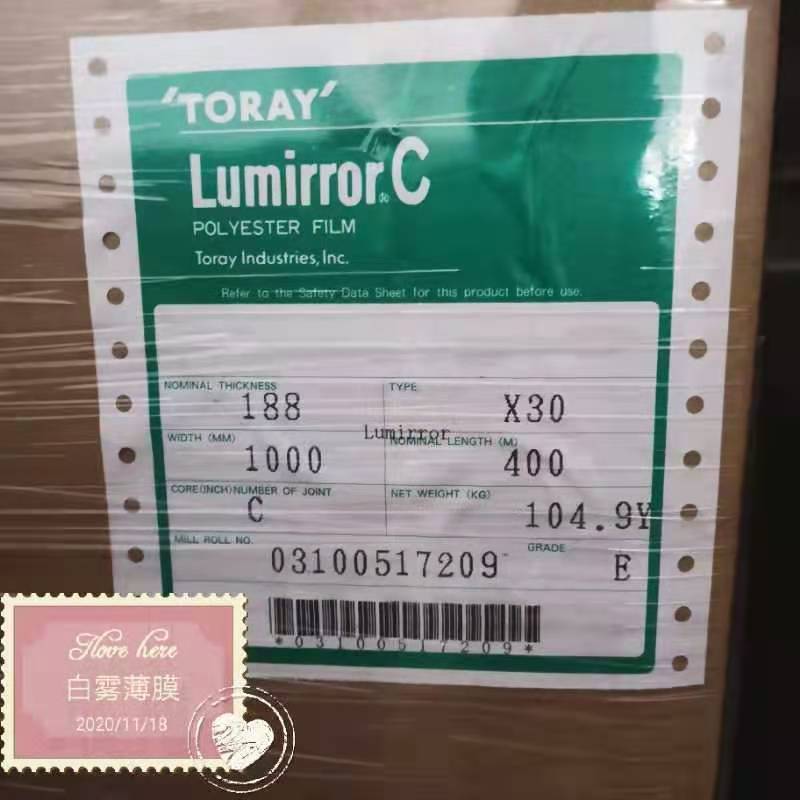 'TORAY'
Lumirror C
POLYESTER FILM
Toray Industries, Inc.
Refer to the Safety Data Sheet for this product before use.
NOMINAL THICKNESS
188
TYPE
X30
Lumirror
WIDTH (MM)
1000
NOMINAL LENGTH (M)
400
CORE(INCH)NUMBER OF JOINT
C
NET WEIGHT (KG)
104.9Y
MILL ROLL NO.
03100517209
GRADE
E
*03100517209*
I love here
白雾薄膜
2020/11/18